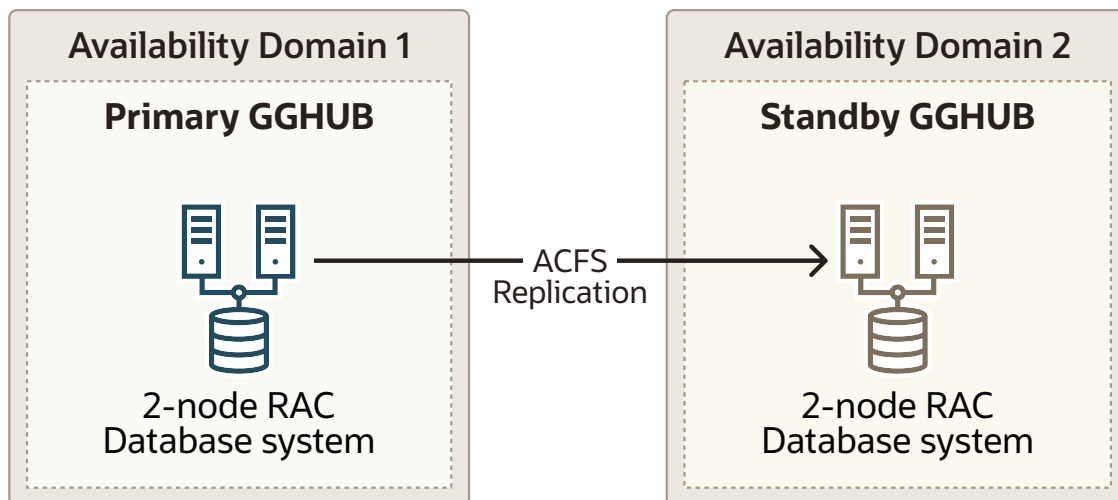 Availability Domain 1
Primary GGHUB
2-node RAC
Database system
ACFS
Replication
Availability Domain 2
Standby GGHUB
2-node RAC
Database system